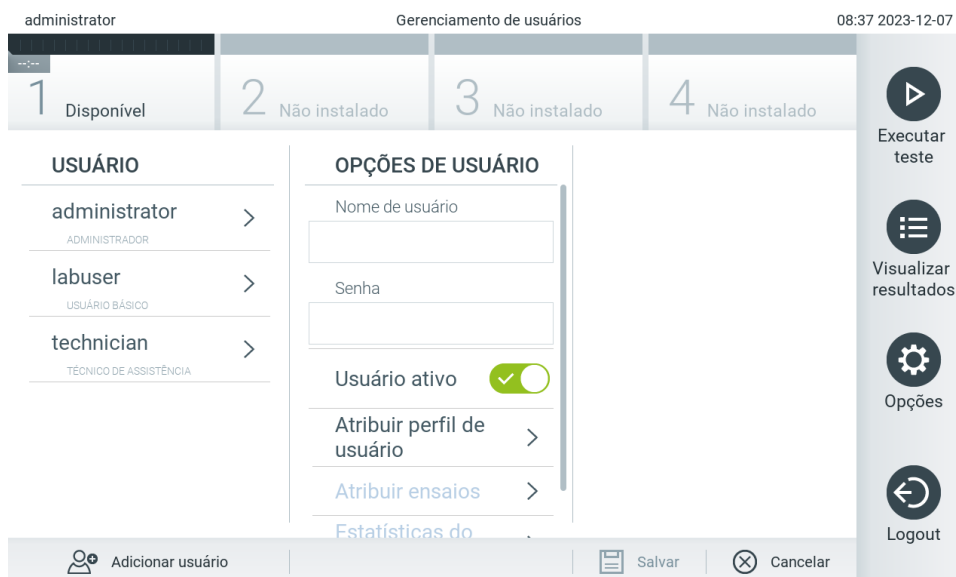 administrator
Gerenciamento de usuários
08:37 2023-12-07
--:--
1 Disponível
2 Não instalado
3 Não instalado
4 Não instalado
USUÁRIO
administrator
ADMINISTRADOR
labuser
USUÁRIO BÁSICO
technician
TÉCNICO DE ASSISTÊNCIA
OPÇÕES DE USUÁRIO
Nome de usuário
Senha
Usuário ativo
Atribuir perfil de
usuário
Atribuir ensaios
Estatísticas do
Executar
teste
Visualizar
resultados
Opções
Logout
Adicionar usuário
Salvar
Cancelar